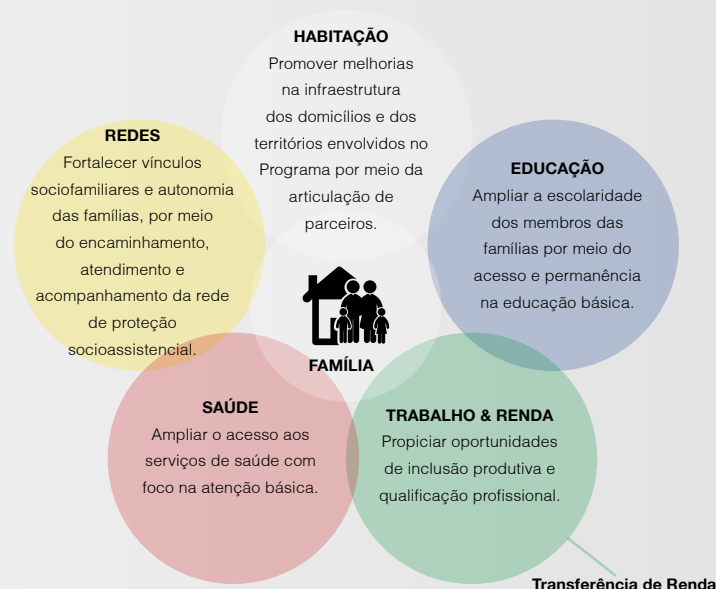 HABITAÇÃO
Promover melhorias
na infraestrutura
dos domicílios e dos
territórios envolvidos no
Programa por meio da
articulação de
parceiros.
REDES
Fortalecer vínculos
sociofamiliares e autonomia
das famílias, por meio
do encaminhamento,
atendimento e
acompanhamento da rede
de proteção
socioassistencial.
EDUCAÇÃO
Ampliar a escolaridade
dos membros das
famílias por meio do
acesso e permanência
na educação básica.
FAMÍLIA
SAÚDE
Ampliar o acesso aos
serviços de saúde com
foco na atenção básica.
TRABALHO & RENDA
Propiciar oportunidades
de inclusão produtiva e
qualificação profissional.
Transferência de Renda